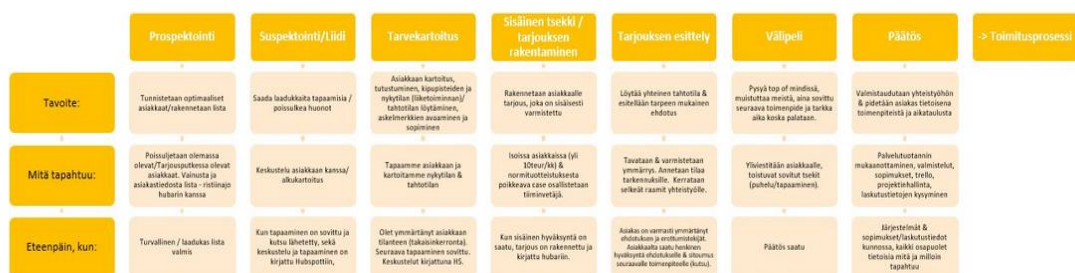 Prospektointi
Suspektointi/Liidi
Tarvekartoitus
Sisäinen tsekki /
tarjouksen
rakentaminen
Tarjouksen esittely
Välipeli
Päätös
-> Toimitusprosessi
Tavoite:
Tunnistetaan optimaaliset
asiakkaat/rakennetaan lista
Saada laadukkaita tapaamisia /
poissulkea huonot
Asiakkaan kartoitus,
tutustuminen, kipupisteiden ja
nykytilan (liiketoiminnan)/
tahtotilan löytäminen,
askelmerkkien avaaminen ja
sopiminen
Rakennetaan asiakkaalle
tarjous, joka on sisäisesti
varmistettu
Löytää yhteinen tahtotila &
esitellään tarpeen mukainen
ehdotus
Pysyä top of mindissä,
muistuttaa meistä, aina sovittu
seuraava toimenpide ja tarkka
aika koska palataan.
Valmistaudutaan yhteistyöhön
& pidetään asiakas tietoisena
toimenpiteistä ja aikataulusta
Mitä tapahtuu:
Poissuljetaan olemassa
olevat/Tarjousputkessa olevat
asiakkaat. Vainusta ja
asiakastiedosta lista - ristiinajo
hubarin kanssa
Keskustelu asiakkaan kanssa/
alkukartoitus
Tapaamme asiakkaan ja
kartoitamme nykytilan &
tahtotilan
Isoissa asiakkaissa (yli
10teur/kk) &
normituotteistuksesta
poikkeava case osallistetaan
tiiminvetäjä.
Tavataan & varmistetaan
ymmärrys. Annetaan tilaa
tarkennuksille. Kerrataan
selkeät raamit yhteistyölle.
Yliviestitään asiakkaalle,
toistuvat sovitut tsekit
(puhelu/tapaaminen).
Palvelutuotannin
mukaanottaminen, valmistelut,
sopimukset, trello,
projektinhallinta,
laskutustietojen kysyminen
Eteenpäin, kun:
Turvallinen / laadukas lista
valmis
Kun tapaaminen on sovittu ja
kutsu lähetetty, sekä
keskustelu ja tapaaminen on
kirjattu Hubspottiin,
Olet ymmärtänyt asiakkaan
tilanteen (takaisinkerronta).
Seuraava tapaaminen sovittu.
Keskustelut kirjattuna HS.
Kun sisäinen hyväksyntä on
saatu, tarjous on rakennettu ja
kirjattu hubariin.
Asiakas on varmasti ymmärtänyt
ehdotuksen ja erottumistekijät.
Asiakkaalta saatu henkinen
hyväksyntä ehdotukselle & sitoumus
seuraavalle toimenpiteelle (kutsu).
Päätös saatu
Järjestelmät &
sopimukset/laskutustiedot
kunnossa, kaikki osapuolet
tietoisia mitä ja milloin
tapahtuu